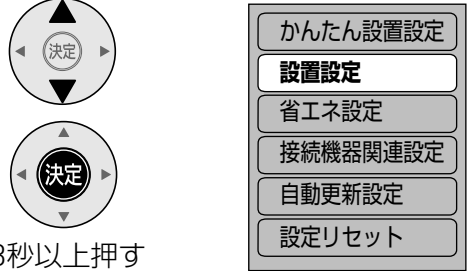 決定
決定
3秒以上押す
かんたん設置設定
設置設定
省エネ設定
接続機器関連設定
自動更新設定
設定リセット